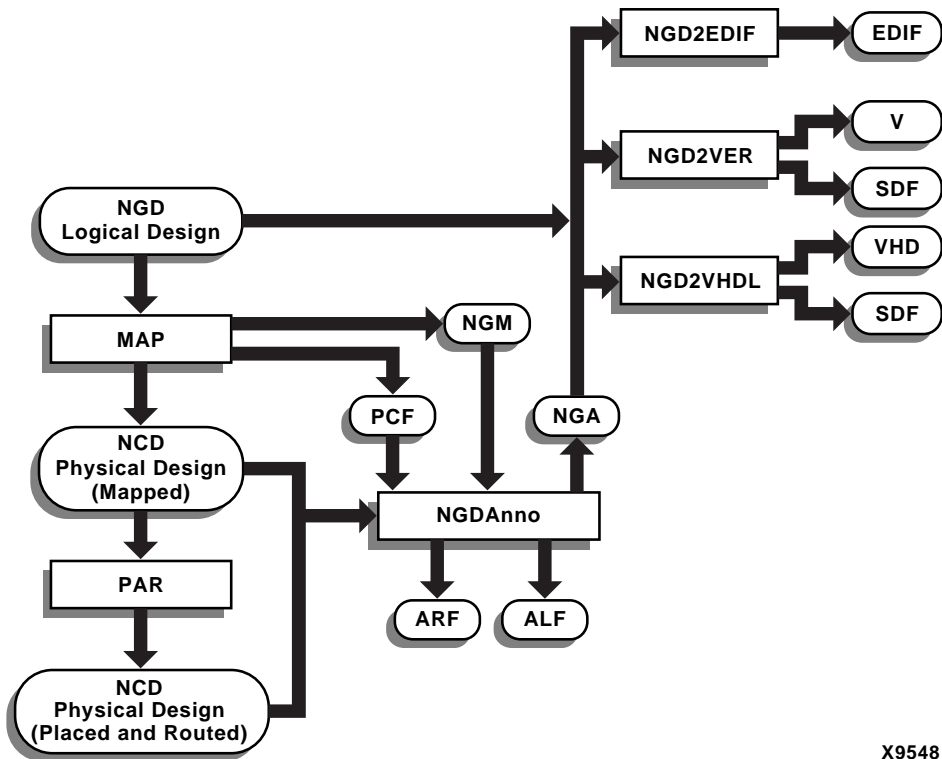 NGD2EDIF
EDIF
V
NGD2VER
SDF
NGD
Logical Design
VHD
NGD2VHDL
SDF
MAP
NGM
PCF
NGA
NCD
Physical Design
(Mapped)
NGDAnno
PAR
ARF
ALF
NCD
Physical Design
(Placed and Routed)
X9548